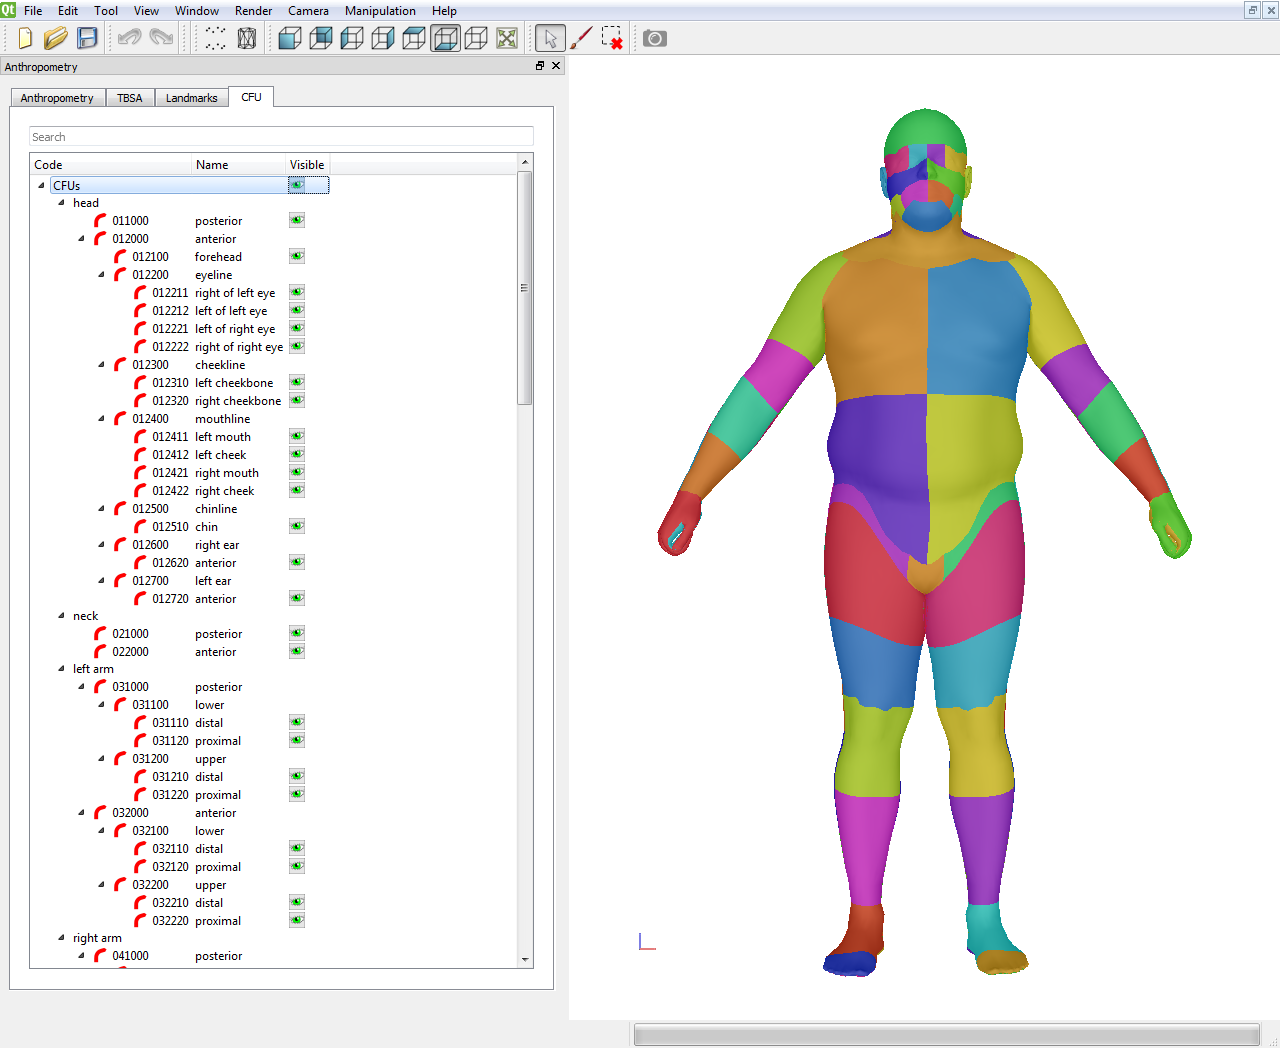 Qt File Edit Tool View Window Render Camera Manipulation Help
Anthropometry
Anthropometry TBSA Landmarks CFU
Search
Code Name Visible
CFUs
head
011000 posterior
012000 anterior
012100 forehead
012200 eyeline
012211 right of left eye
012212 left of left eye
012221 left of right eye
012222 right of right eye
012300 cheekline
012310 left cheekbone
012320 right cheekbone
012400 mouthline
012411 left mouth
012412 left cheek
012421 right mouth
012422 right cheek
012500 chinline
012510 chin
012600 right ear
012620 anterior
012700 left ear
012720 anterior
neck
021000 posterior
022000 anterior
left arm
031000 posterior
031100 lower
031110 distal
031120 proximal
031200 upper
031210 distal
031220 proximal
032000 anterior
032100 lower
032110 distal
032120 proximal
032200 upper
032210 distal
032220 proximal
right arm
041000 posterior